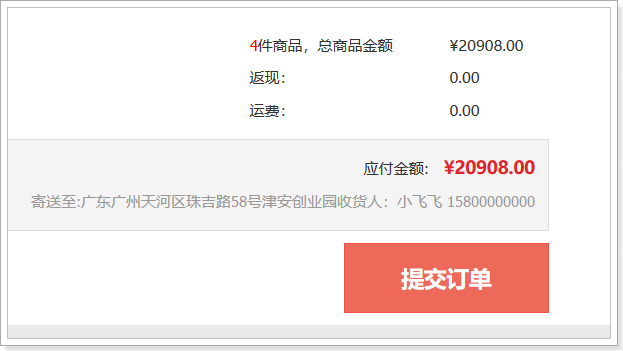 4件商品，总商品金额 ¥20908.00
返现： 0.00
运费： 0.00
应付金额: ¥20908.00
寄送至:广东广州天河区珠吉路58号津安创业园收货人：小飞飞 15800000000
提交订单